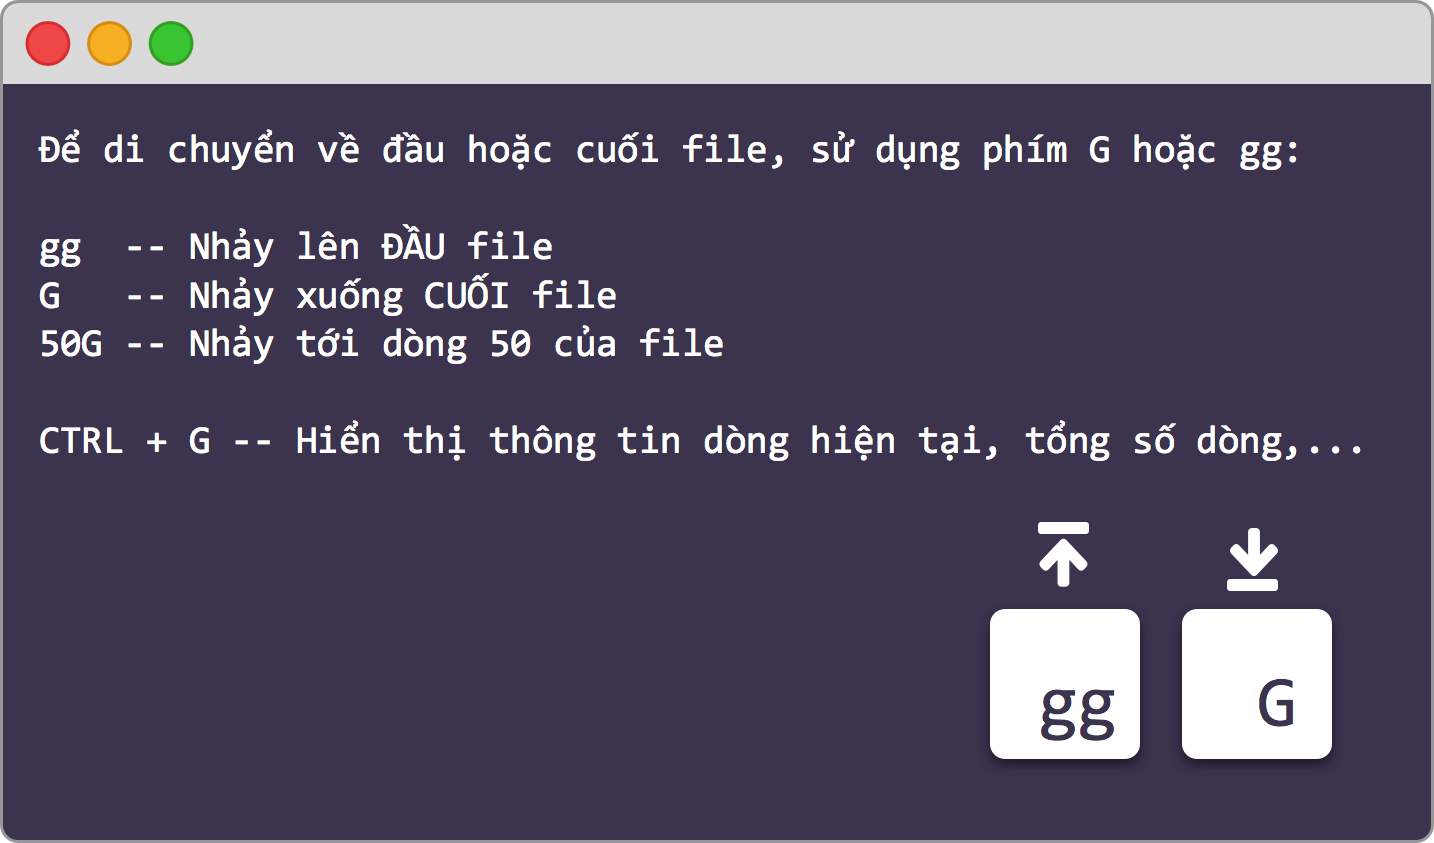 Để di chuyển về đầu hoặc cuối file, sử dụng phím G hoặc gg:
gg -- Nhảy lên ĐẦU file
G -- Nhảy xuống CUỐI file
50G -- Nhảy tới dòng 50 của file
CTRL + G -- Hiển thị thông tin dòng hiện tại, tổng số dòng,...
gg G